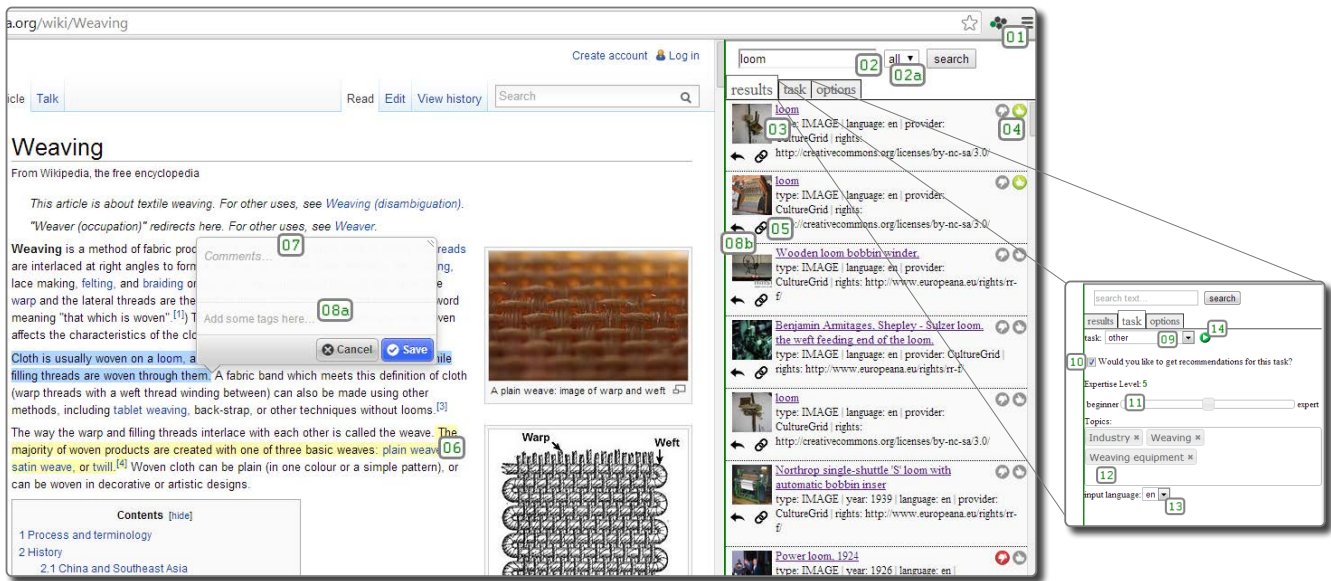 a.org/wiki/Weaving
01
Create account Log in
icle Talk Read Edit View history Search
Weaving
From Wikipedia, the free encyclopedia
This article is about textile weaving. For other uses, see Weaving (disambiguation).
"Weaver (occupation)" redirects here. For other uses, see Weaver.
Weaving is a method of fabric proc reads
are interlaced at right angles to form ng,
lace making, felting, and braiding or e
warp and the lateral threads are the word
meaning "that which is woven".[1]) T ven
affects the characteristics of the clo
Cloth is usually woven on a loom, a while
filling threads are woven through them. A fabric band which meets this definition of cloth
(warp threads with a weft thread winding between) can also be made using other
methods, including tablet weaving, back-strap, or other techniques without looms.[3]
The way the warp and filling threads interlace with each other is called the weave. The
majority of woven products are created with one of three basic weaves: plain weave 06
satin weave, or twill.[4] Woven cloth can be plain (in one colour or a simple pattern), or
can be woven in decorative or artistic designs.
Contents [hide]
1 Process and terminology
2 History
2.1 China and Southeast Asia
07
Comments...
08a
Add some tags here...
Cancel Save
A plain weave: image of warp and weft
Warp Weft
loom 02 all 02a search
results task options
loom
03 type: IMAGE | language: en | provider: 04
CultureGrid | rights:
http://creativecommons.org/licenses/by-nc-sa/3.0/
loom
type: IMAGE | language: en | provider:
CultureGrid | rights:
05 ://creativecommons.org/licenses/by-nc-sa/3.0/
08b
Wooden loom bobbin winder.
type: IMAGE | language: en | provider:
CultureGrid | rights: http://www.europeana.eu/rights/rr-
f/
Benjamin Armitages, Shepley - Sulzer loom.
the weft feeding end of the loom.
type: IMAGE | language: en | provider: CultureGrid |
rights: http://www.europeana.eu/rights/rr-f/
loom
type: IMAGE | language: en | provider:
CultureGrid | rights:
http://creativecommons.org/licenses/by-nc-sa/3.0/
Northrop single-shuttle 'S' loom with
automatic bobbin inser
type: IMAGE | year: 1939 | language: en | provider:
CultureGrid | rights: http://www.europeana.eu/rights/rr-
f/
Power loom, 1924
type: IMAGE | year: 1926 | language: en |
search text... search
results task options
task: other 09 14
10 Would you like to get recommendations for this task?
Expertise Level: 5
beginner 11 expert
Topics:
Industry × Weaving ×
Weaving equipment ×
12
input language: en
13